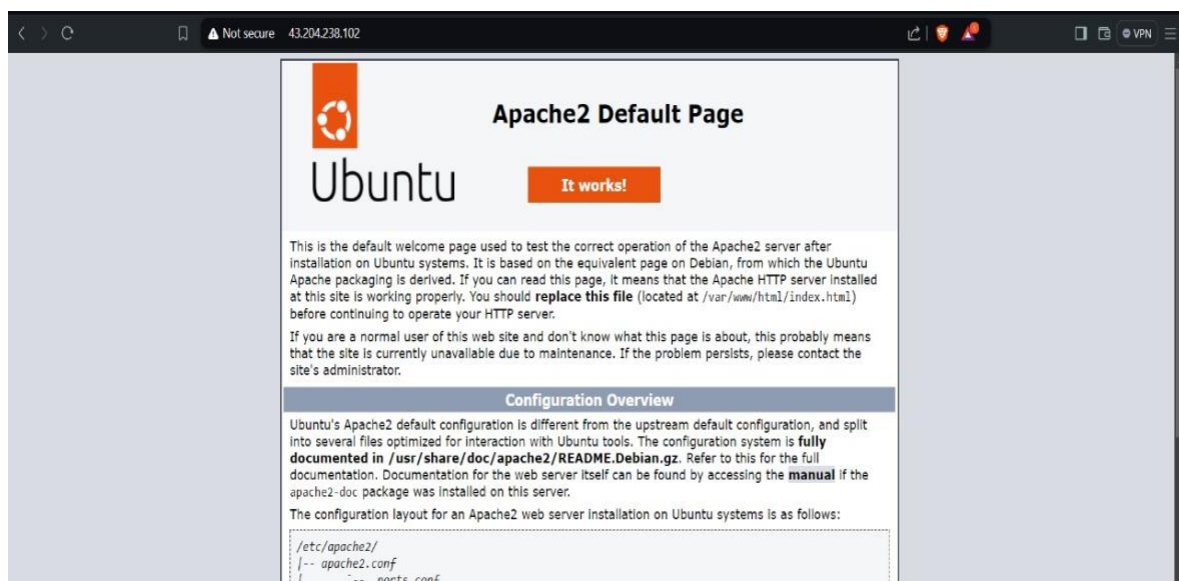 Not secure 43.204.238.102
VPN
Apache2 Default Page
Ubuntu
It works!
This is the default welcome page used to test the correct operation of the Apache2 server after
installation on Ubuntu systems. It is based on the equivalent page on Debian, from which the Ubuntu
Apache packaging is derived. If you can read this page, it means that the Apache HTTP server installed
at this site is working properly. You should replace this file (located at /var/www/html/index.html)
before continuing to operate your HTTP server.
If you are a normal user of this web site and don't know what this page is about, this probably means
that the site is currently unavailable due to maintenance. If the problem persists, please contact the
site's administrator.
Configuration Overview
Ubuntu's Apache2 default configuration is different from the upstream default configuration, and split
into several files optimized for interaction with Ubuntu tools. The configuration system is fully
documented in /usr/share/doc/apache2/README.Debian.gz. Refer to this for the full
documentation. Documentation for the web server itself can be found by accessing the manual if the
apache2-doc package was installed on this server.
The configuration layout for an Apache2 web server installation on Ubuntu systems is as follows:
/etc/apache2/
|-- apache2.conf
| `-- ports.conf